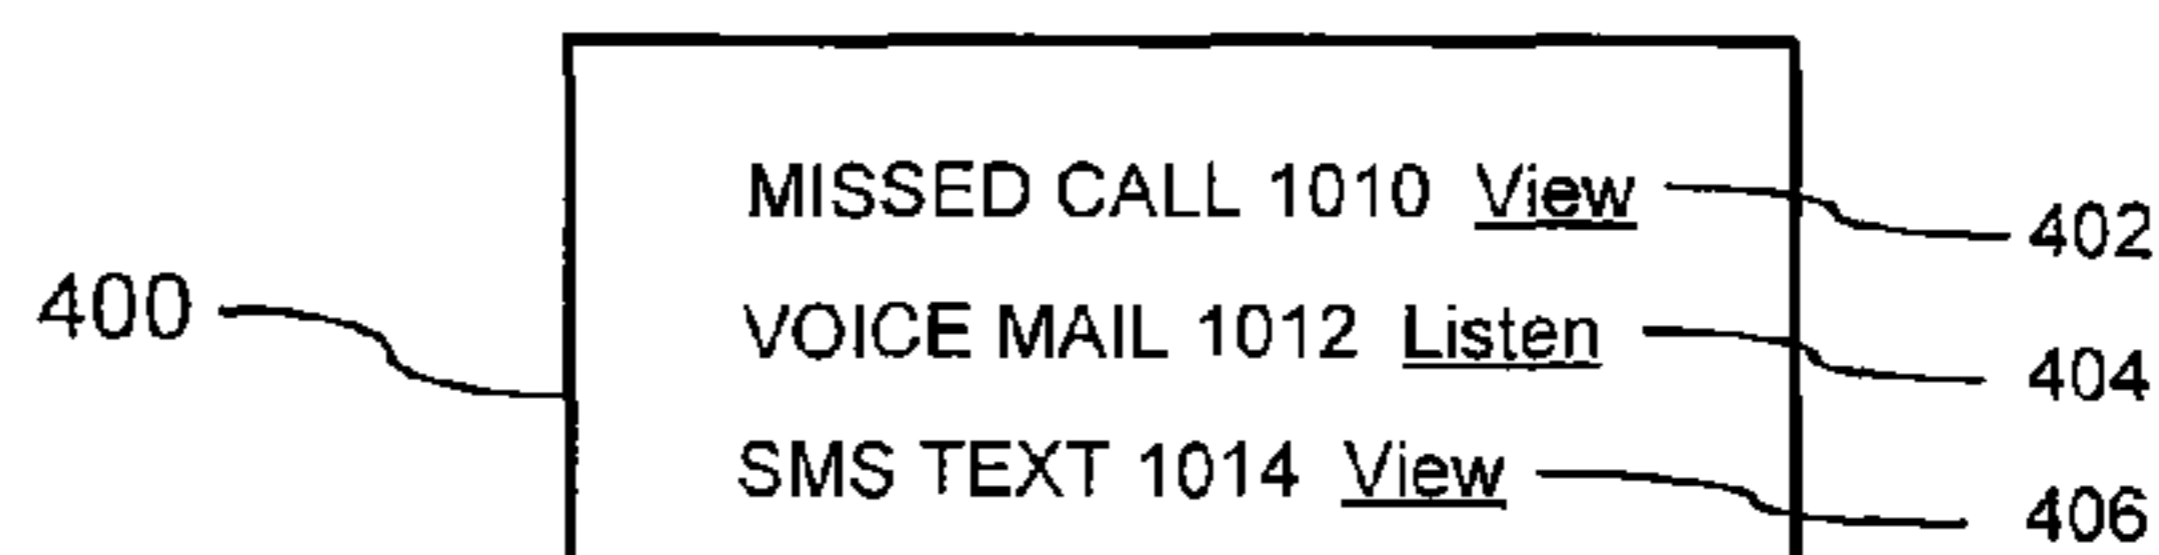 MISSED CALL 1010 View
402
400
VOICE MAIL 1012 Listen
404
SMS TEXT 1014 View
406